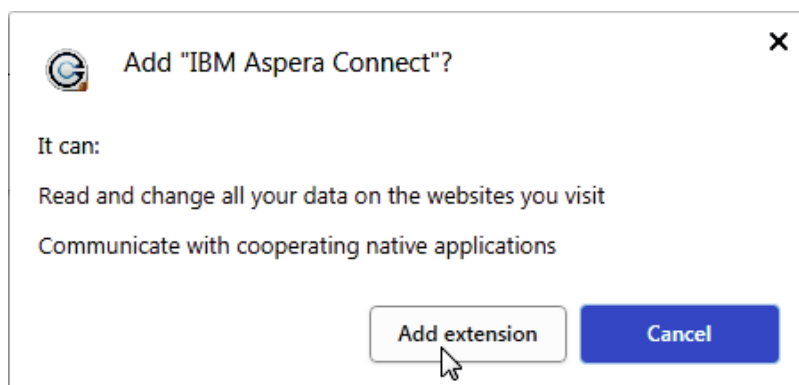 Add "IBM Aspera Connect"?
It can:
Read and change all your data on the websites you visit
Communicate with cooperating native applications
Add extension
Cancel